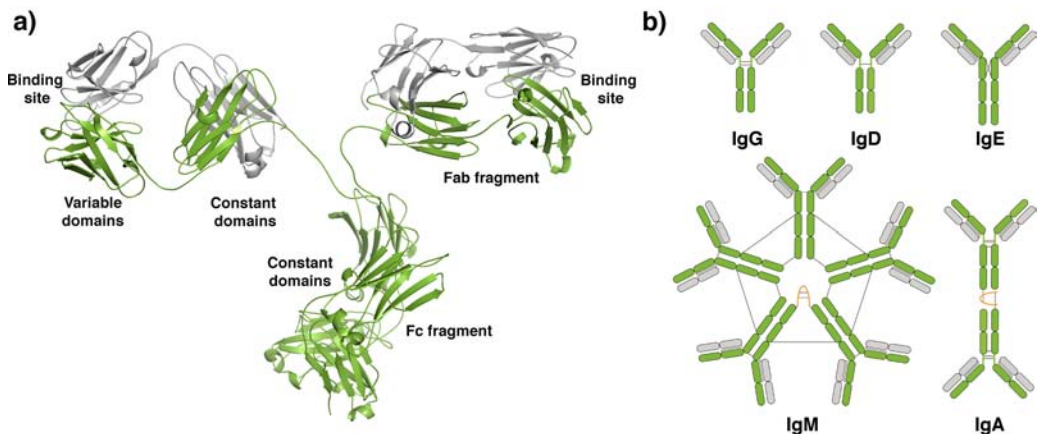 a)
Binding
site
Variable
domains
Constant
domains
Binding
site
Fab fragment
Constant
domains
Fc fragment
b)
IgG
IgD
IgE
IgM
IgA